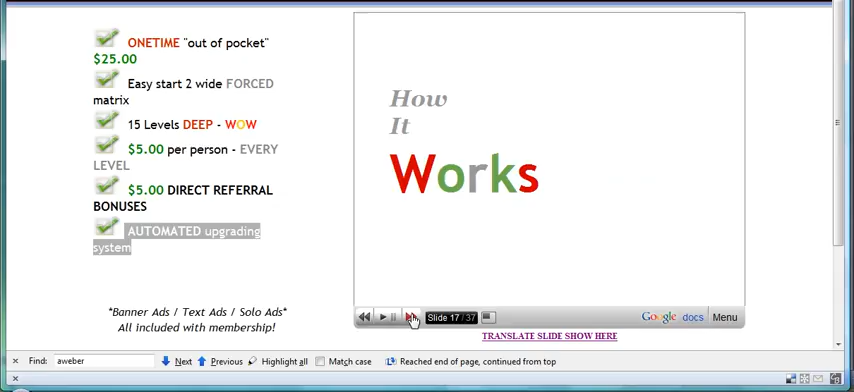 ONETIME "out of pocket"
$25.00
Easy start 2 wide FORCED
matrix
15 Levels DEEP - WOW
$5.00 per person - EVERY
LEVEL
$5.00 DIRECT REFERRAL
BONUSES
AUTOMATED upgrading
system
*Banner Ads / Text Ads / Solo Ads*
All included with membership!
How
It
Works
Slide 17 / 37
Google docs
Menu
TRANSLATE SLIDE SHOW HERE
Find: aweber Next Previous Highlight all Match case Reached end of page, continued from top